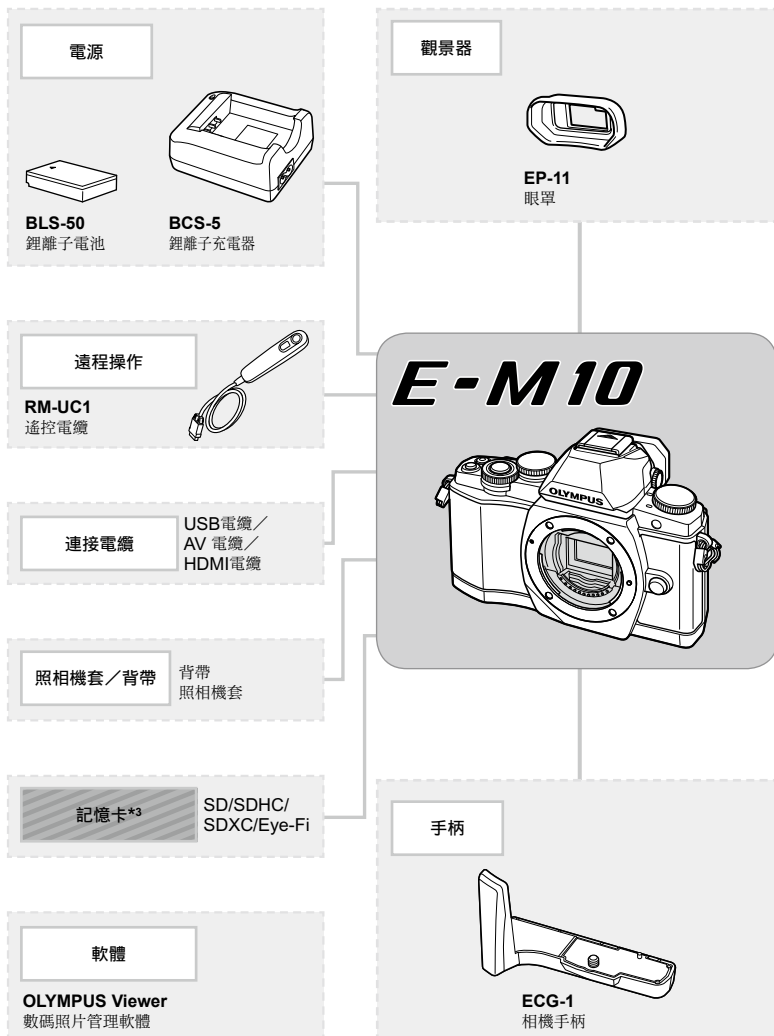 電源
BLS-50
鋰離子電池
BCS-5
鋰離子充電器
觀景器
EP-11
眼罩
遠程操作
RM-UC1
遙控電纜
E-M10
OLYMPUS
連接電纜
USB電纜／
AV 電纜／
HDMI電纜
照相機套／背帶
背帶
照相機套
記憶卡*3
SD/SDHC/
SDXC/Eye-Fi
手柄
ECG-1
相機手柄
軟體
OLYMPUS Viewer
數碼照片管理軟體